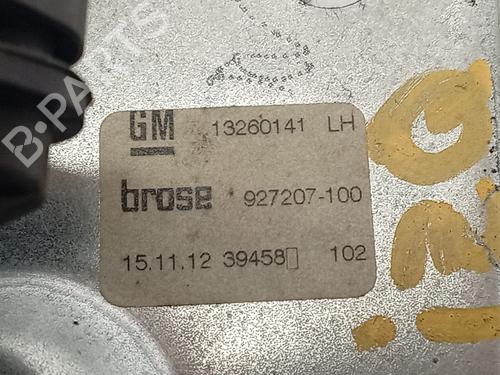 B-PARTS
GM 13260141 LH
brose 927207-100
15.11.12 39458▯ 102